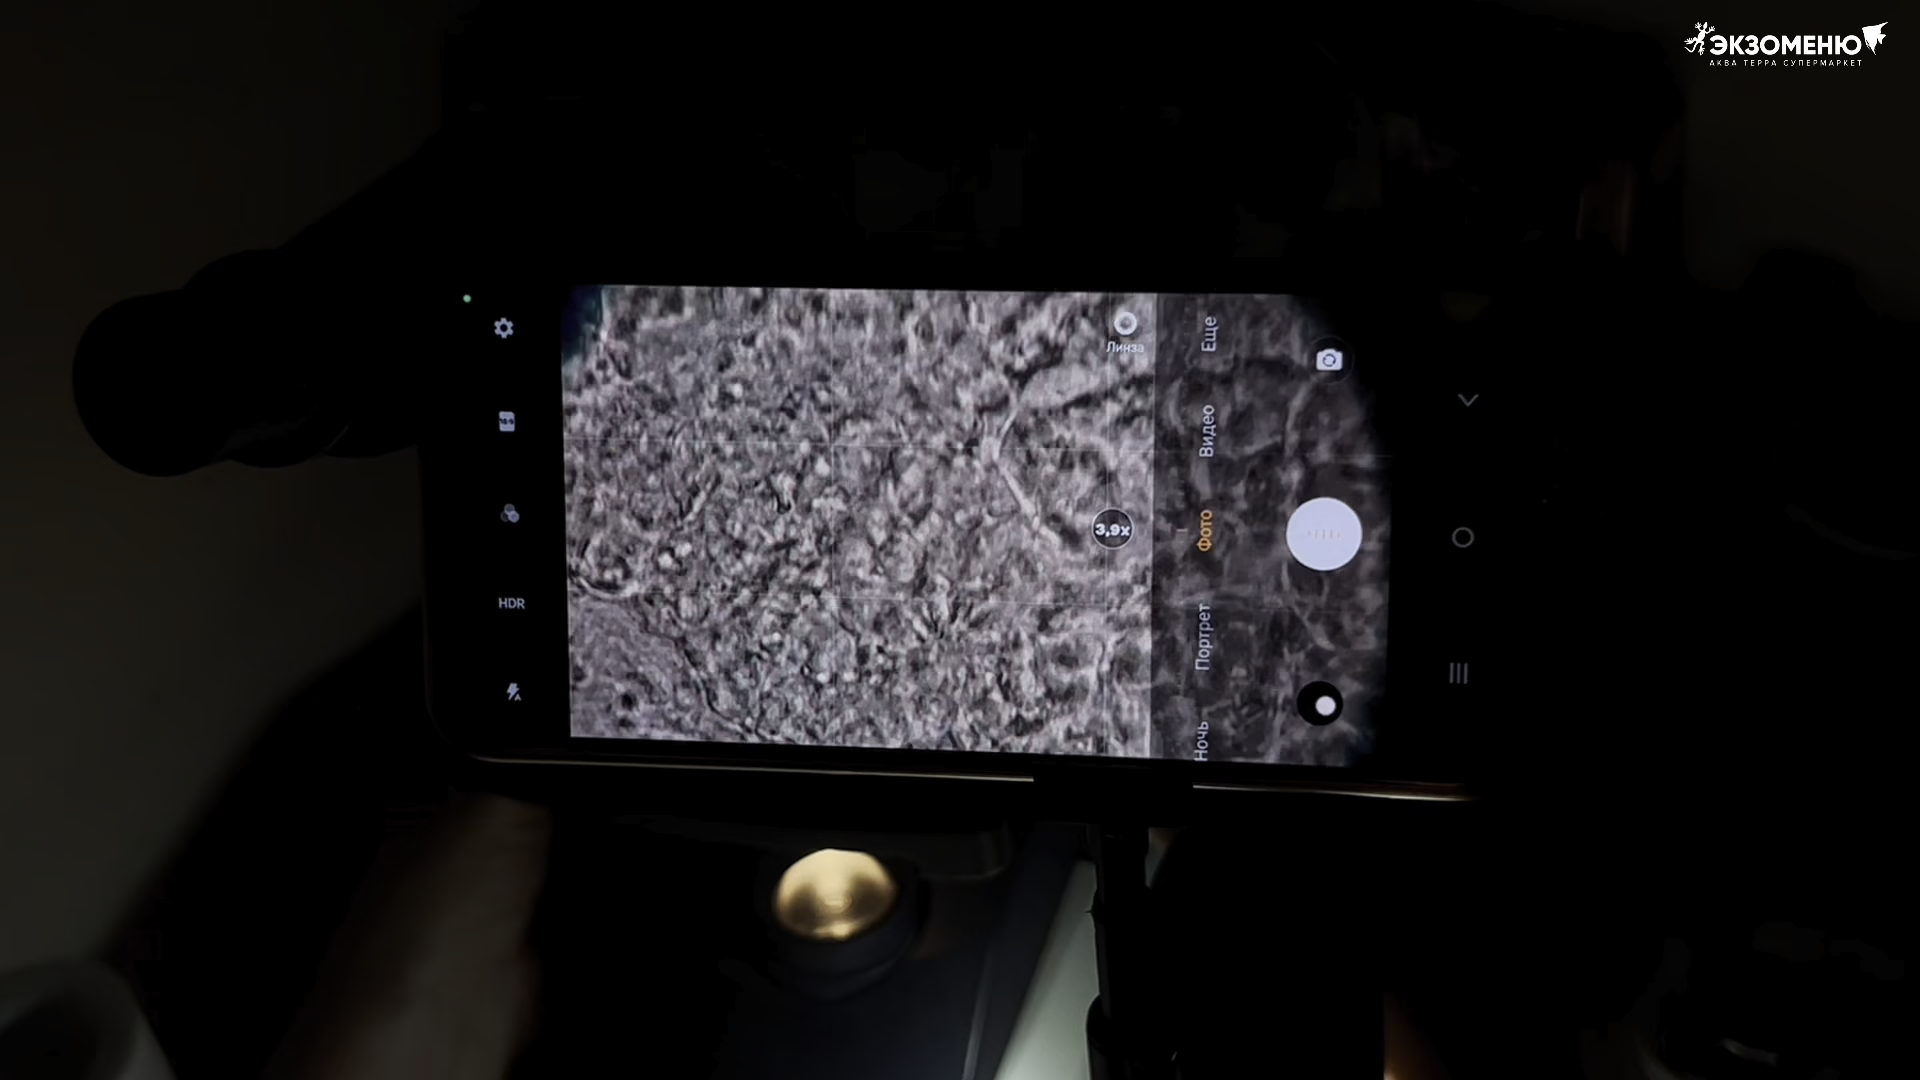 ЭКЗОМЕНЮ
АКВА ТЕРРА СУПЕРМАРКЕТ
HDR
Линза
3,9x
Еще
Видео
Фото
Портрет
Ночь